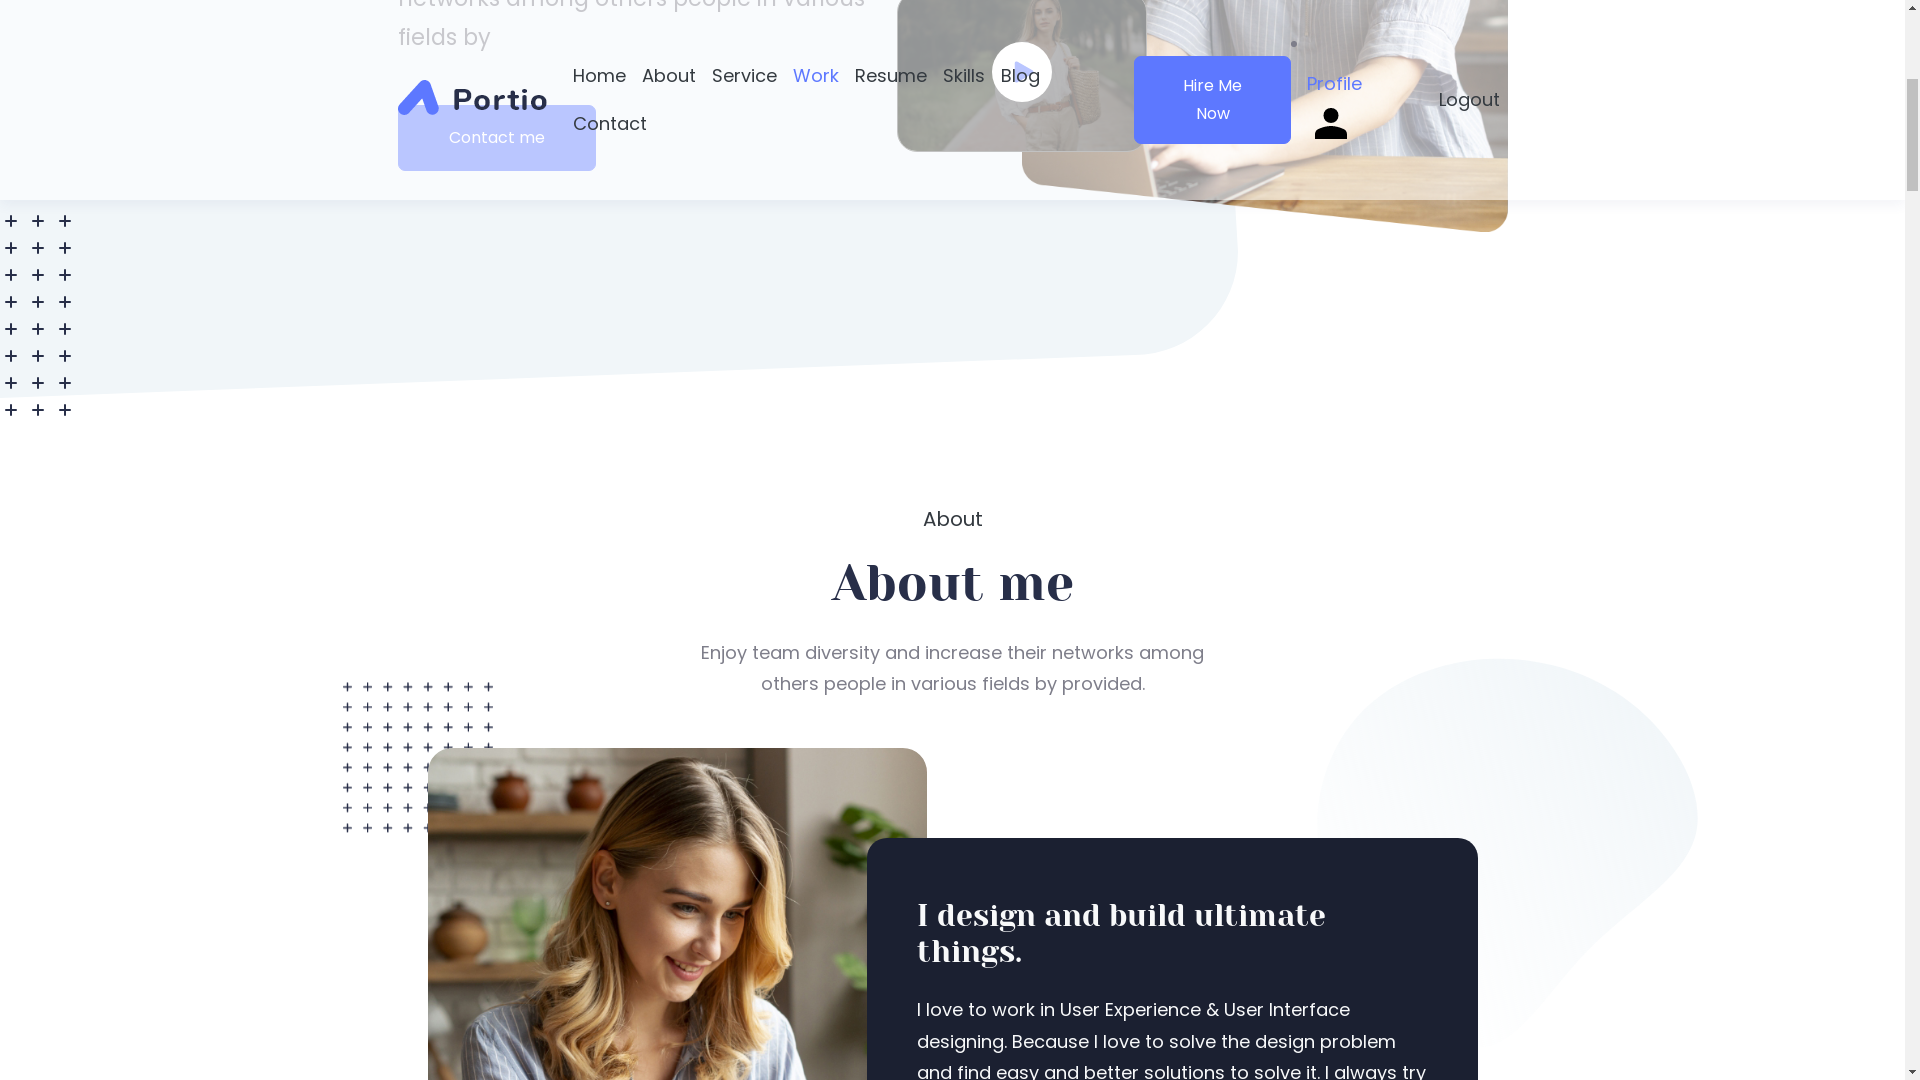 networks among others people in various
fields by
Portio
Home About Service Work Resume Skills Blog
Contact
Hire Me
Now
Profile
Logout
Contact me
About
About me
Enjoy team diversity and increase their networks among
others people in various fields by provided.
I design and build ultimate
things.
I love to work in User Experience & User Interface
designing. Because I love to solve the design problem
and find easy and better solutions to solve it. I always try